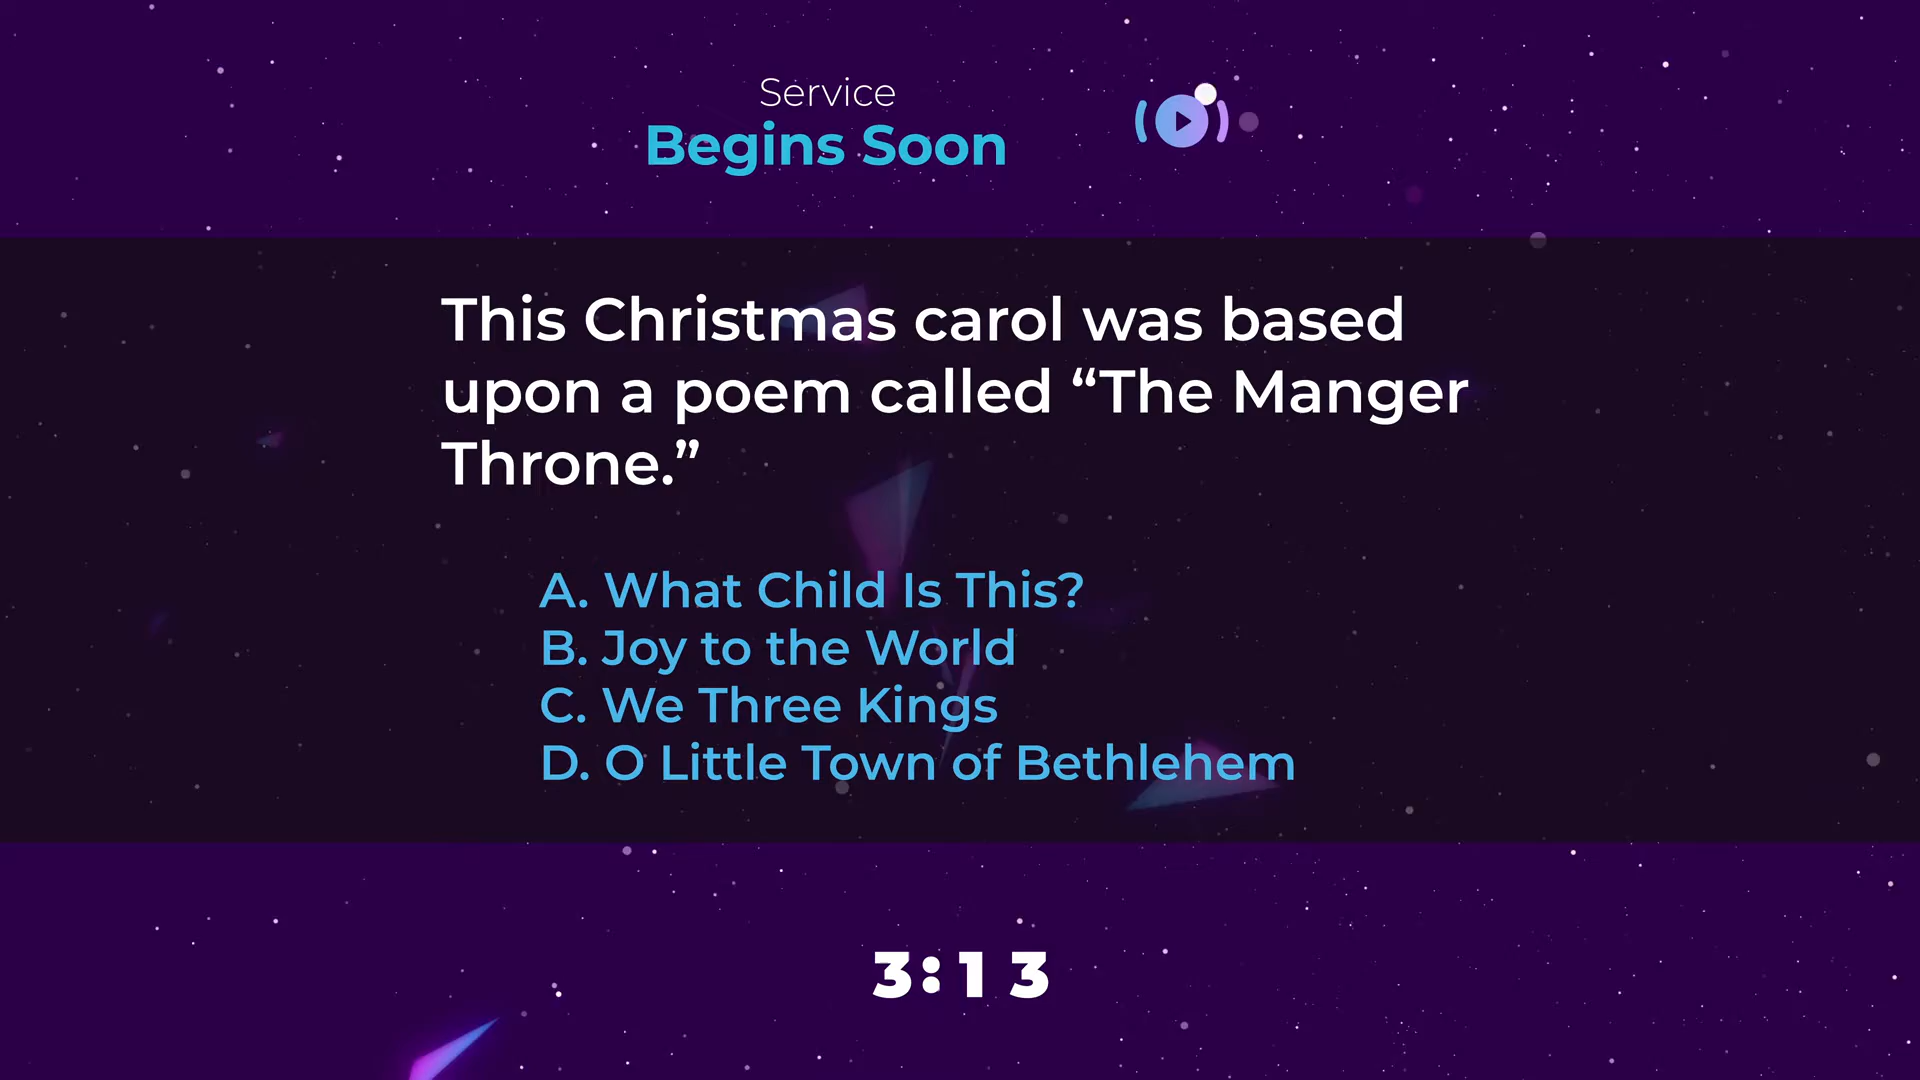 Service
Begins Soon
This Christmas carol was based
upon a poem called “The Manger
Throne.”
A. What Child Is This?
B. Joy to the World
C. We Three Kings
D. O Little Town of Bethlehem
3:13